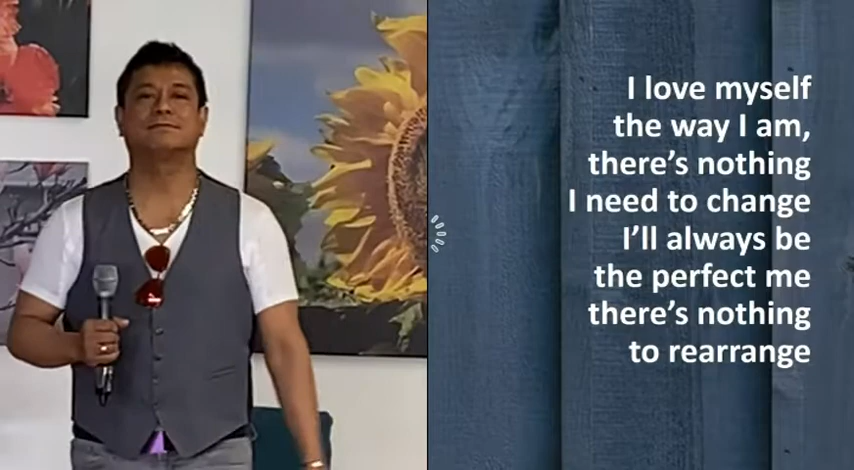 I love myself
the way I am,
there’s nothing
I need to change
I’ll always be
the perfect me
there’s nothing
to rearrange